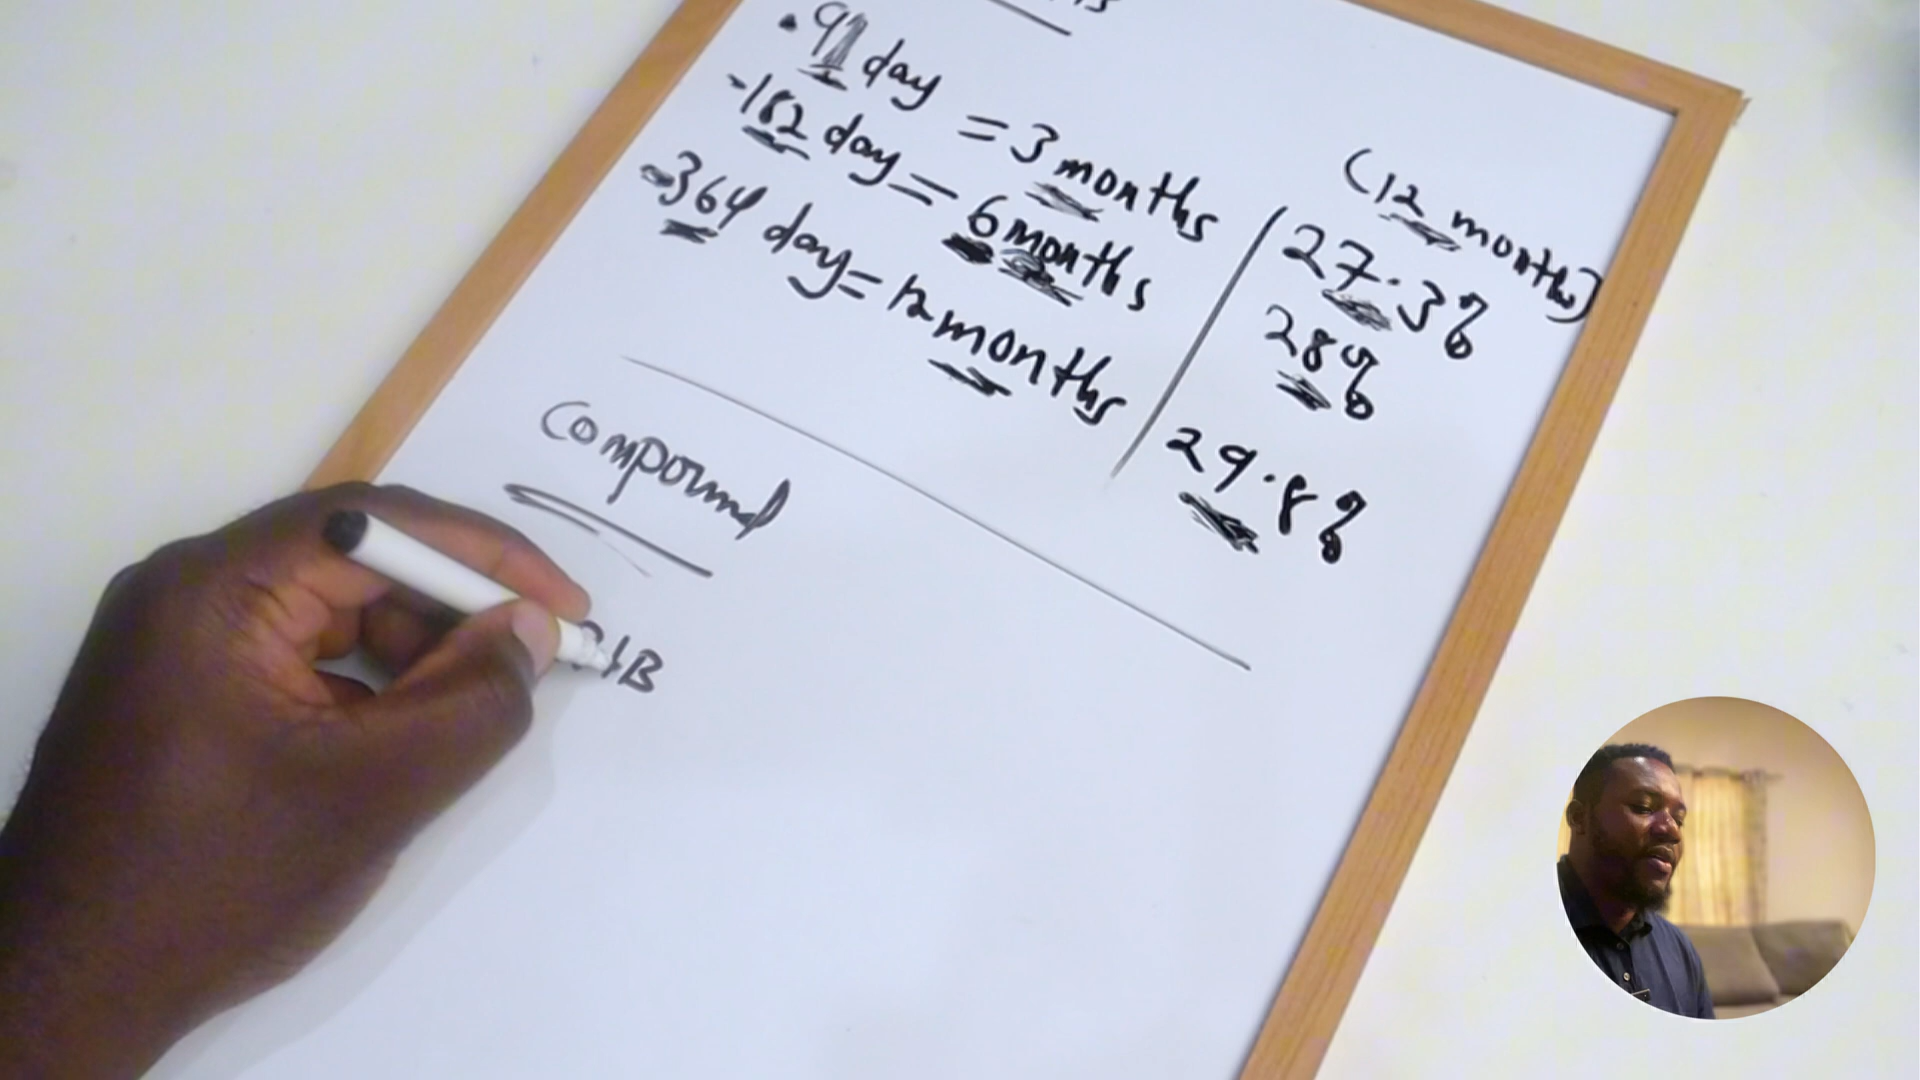 .91 day = 3 months
-182 day = 6 months
-364 day = 12 months
(12 months)
27.3%
28%
29.8%
Compound